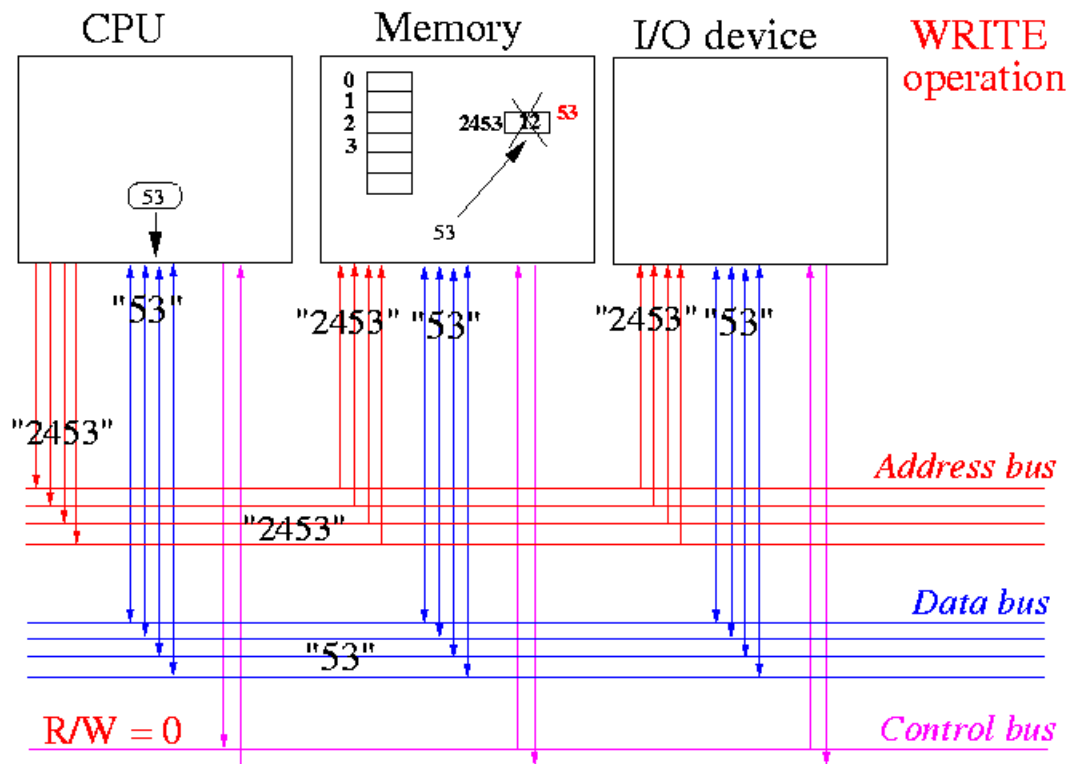 CPU
Memory
I/O device
WRITE
operation
0
1
2
3
2453
12
53
53
53
"53"
"2453"
"53"
"2453"
"53"
"2453"
Address bus
"2453"
Data bus
"53"
R/W = 0
Control bus